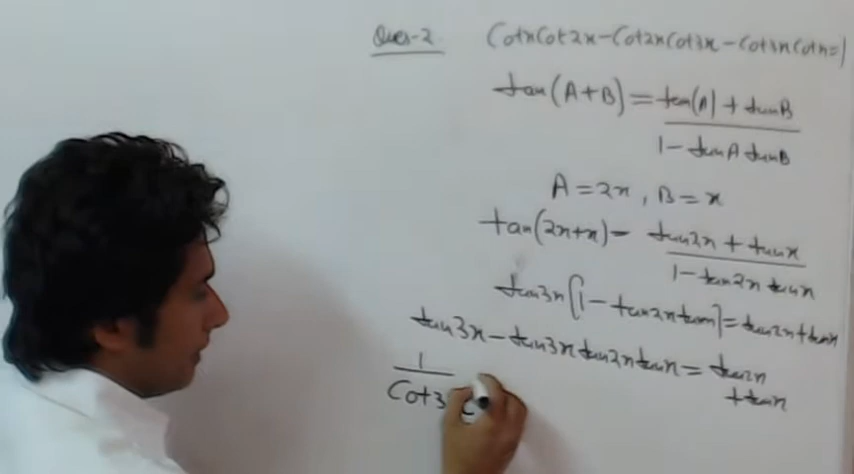 Ques-2 Cotx Cot2x - Cot2x Cot3x - Cot3x Cotx = 1
tan(A+B) = tan(A) + tanB / 1 - tanA tanB
A = 2x, B = x
tan(2x+x) = tan2x + tanx / 1 - tan2x tanx
tan3x [1 - tan2x tanx] = tan2x + tanx
tan3x - tan3x tan2x tanx = tan2x
+ tanx
1 / Cot3